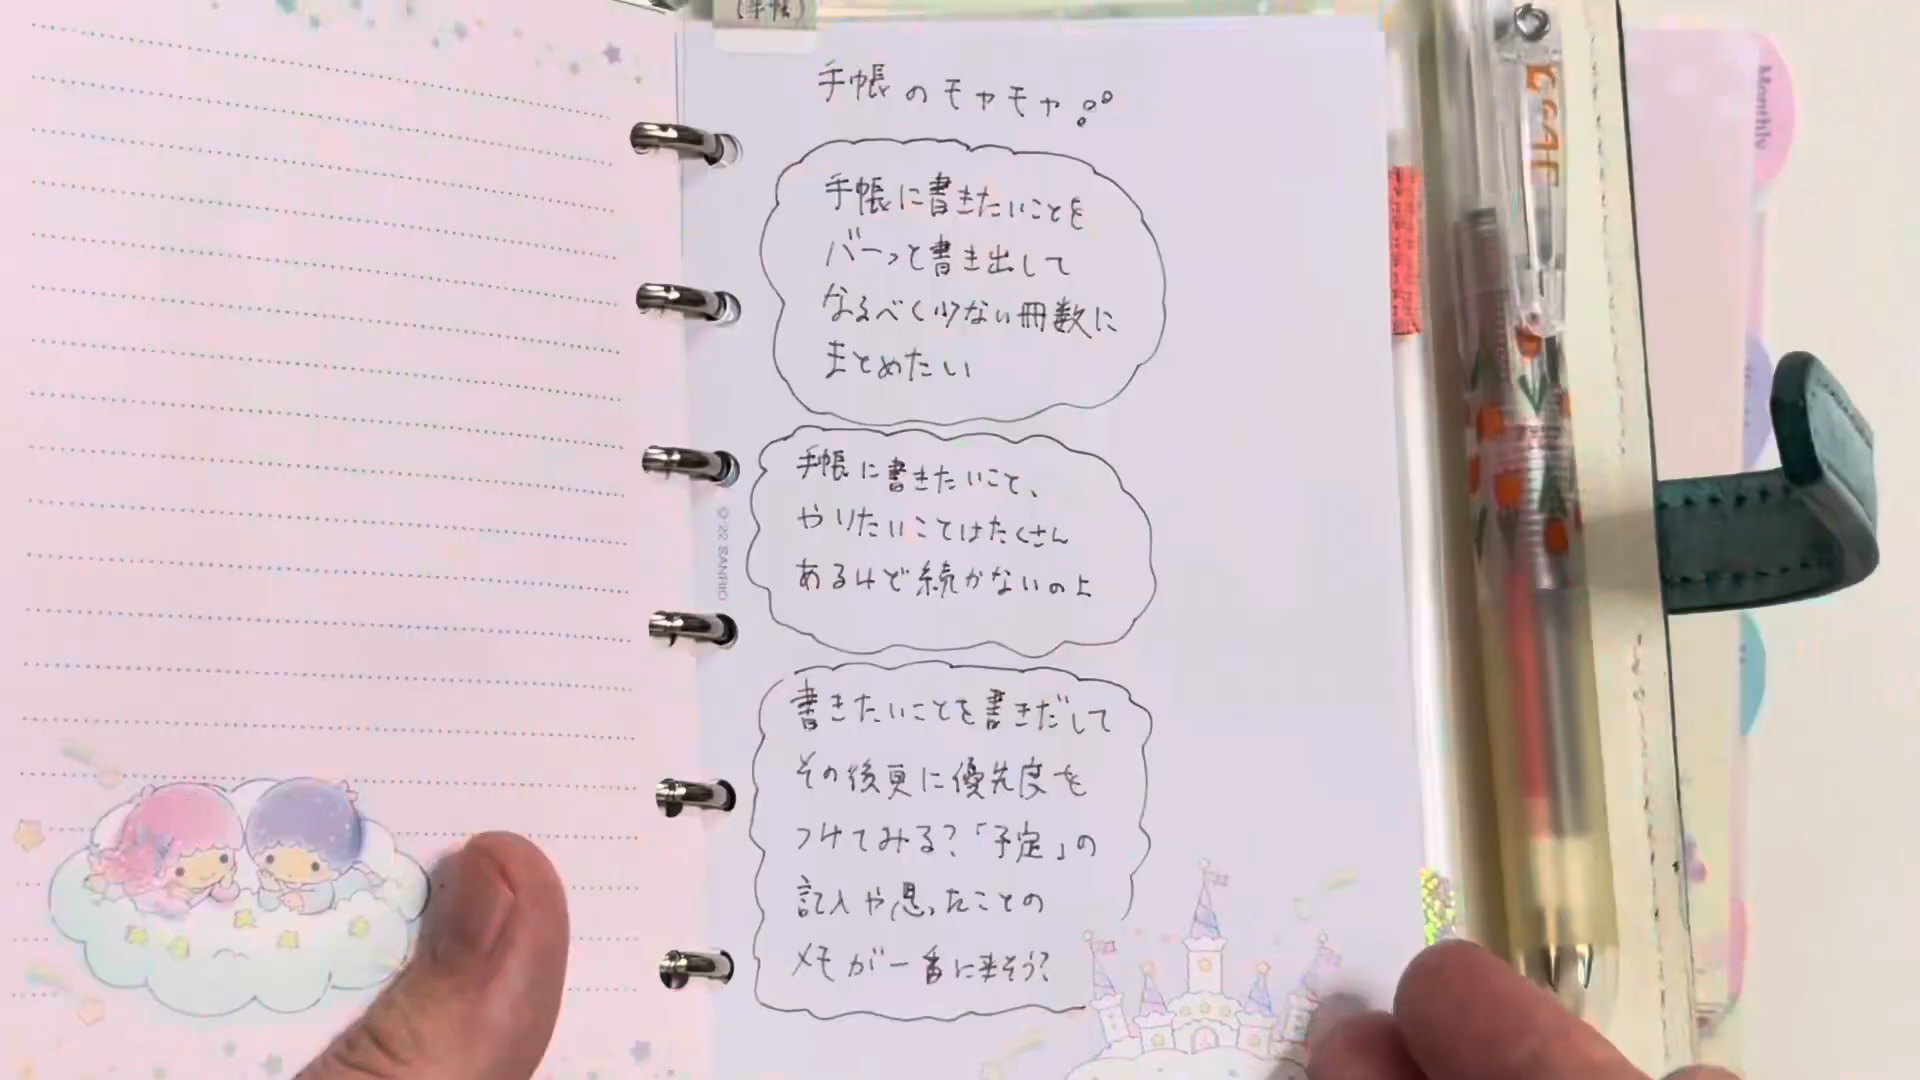 (手帳)
手帳のモヤモヤ
手帳に書きたいことを
バーっと書き出して
なるべく少ない冊数に
まとめたい
手帳に書きたいこと、
やりたいことはたくさん
あるけど続かないの上
書きたいことを書きだして
その後更に優先度を
つけてみる?「予定」の
記入や思ったことの
メモが一番に来そう?
© '22 SANRIO
Monthly